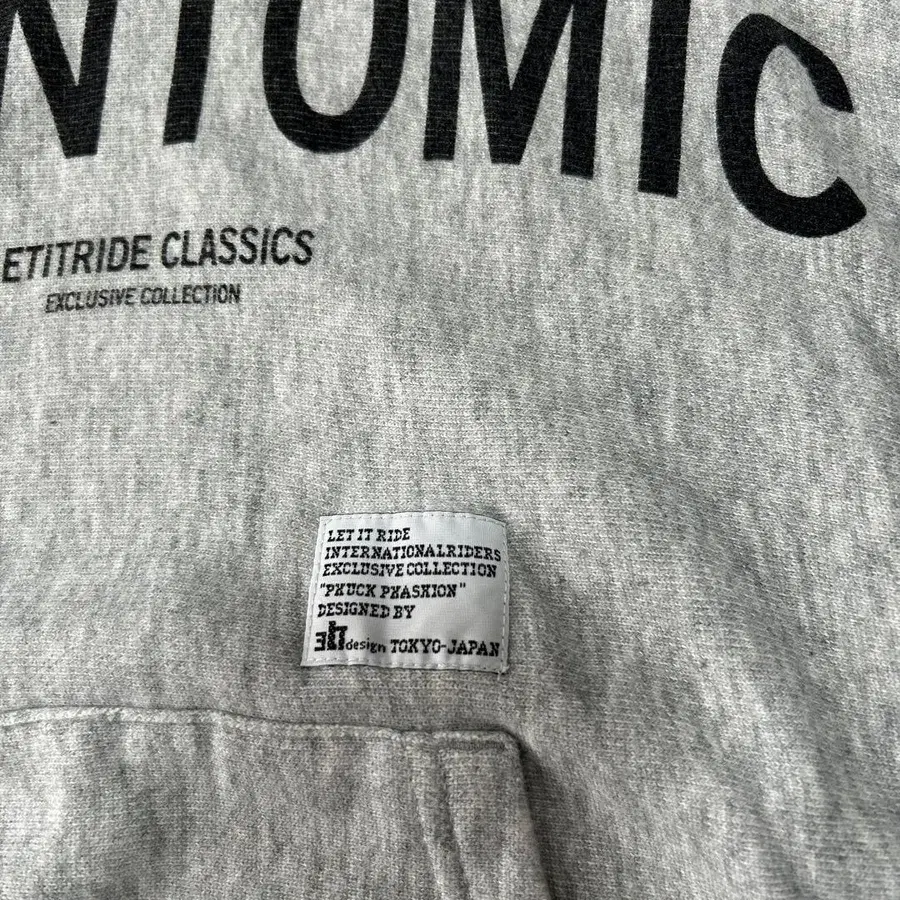 NTOMIC
ETITRIDE CLASSICS
EXCLUSIVE COLLECTION
LET IT RIDE
INTERNATIONALRIDERS
EXCLUSIVE COLLECTION
"PHUCK PHASHION"
DESIGNED BY
design TOKYO-JAPAN